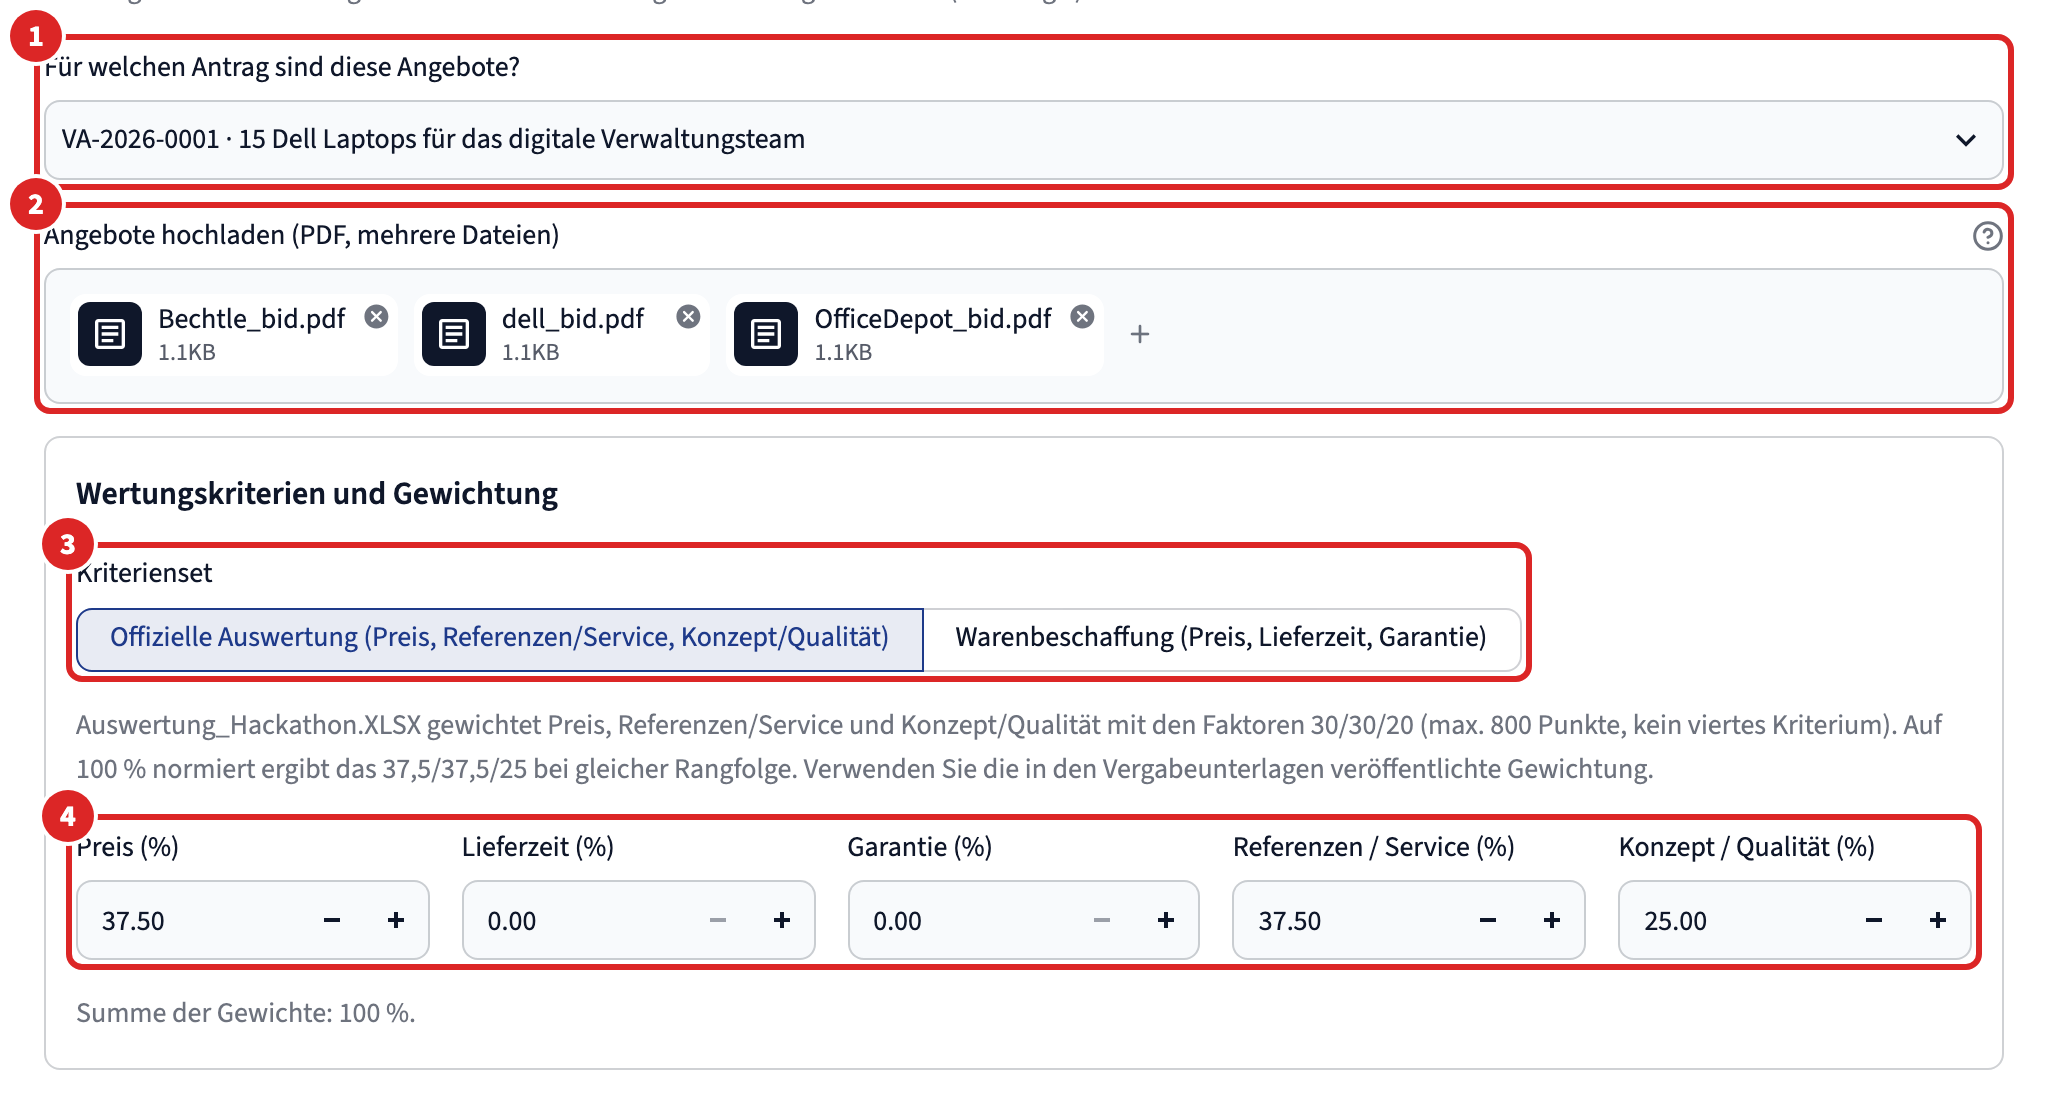 1
Für welchen Antrag sind diese Angebote?
VA-2026-0001 · 15 Dell Laptops für das digitale Verwaltungsteam
2
Angebote hochladen (PDF, mehrere Dateien)
?
Bechtle_bid.pdf
1.1KB
dell_bid.pdf
1.1KB
OfficeDepot_bid.pdf
1.1KB
+
Wertungskriterien und Gewichtung
3
Kriterienset
Offizielle Auswertung (Preis, Referenzen/Service, Konzept/Qualität)
Warenbeschaffung (Preis, Lieferzeit, Garantie)
Auswertung_Hackathon.XLSX gewichtet Preis, Referenzen/Service und Konzept/Qualität mit den Faktoren 30/30/20 (max. 800 Punkte, kein viertes Kriterium). Auf
100 % normiert ergibt das 37,5/37,5/25 bei gleicher Rangfolge. Verwenden Sie die in den Vergabeunterlagen veröffentlichte Gewichtung.
4
Preis (%)
37.50 − +
Lieferzeit (%)
0.00 − +
Garantie (%)
0.00 − +
Referenzen / Service (%)
37.50 − +
Konzept / Qualität (%)
25.00 − +
Summe der Gewichte: 100 %.